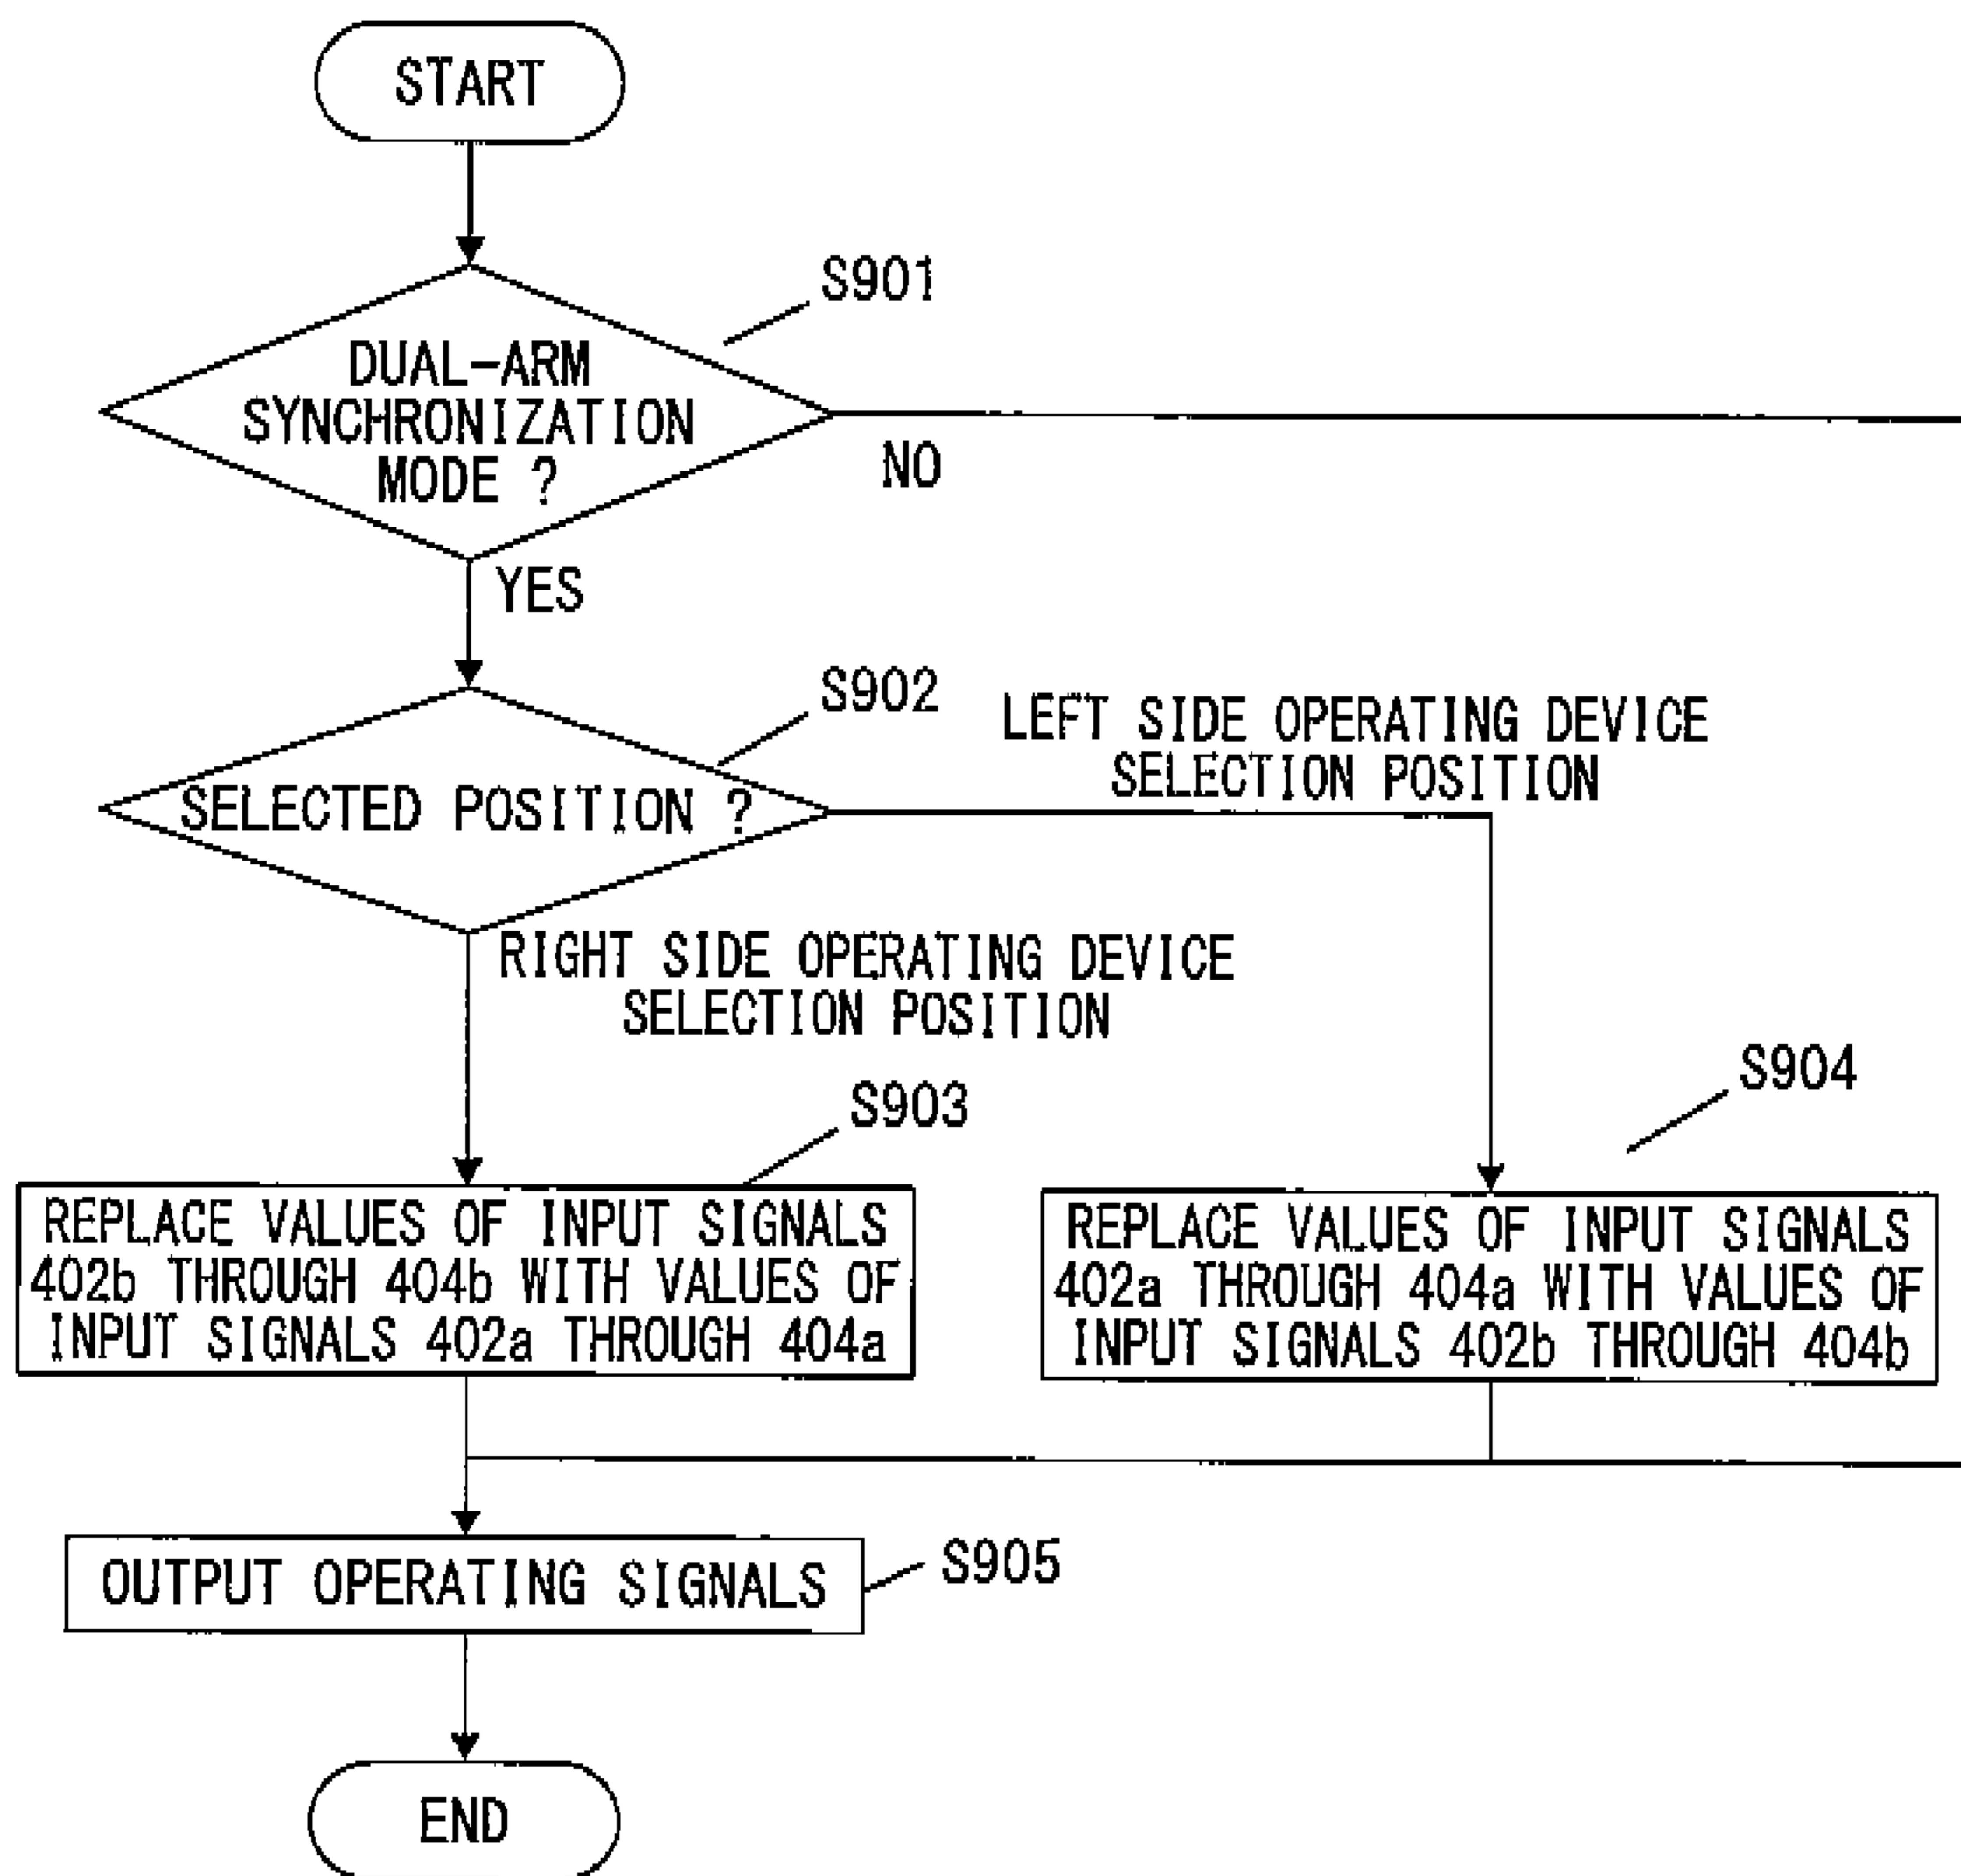 START
S901
DUAL-ARM
SYNCHRONIZATION
MODE ?
NO
YES
S902
LEFT SIDE OPERATING DEVICE
SELECTION POSITION
SELECTED POSITION ?
RIGHT SIDE OPERATING DEVICE
SELECTION POSITION
S903
S904
REPLACE VALUES OF INPUT SIGNALS
402b THROUGH 404b WITH VALUES OF
INPUT SIGNALS 402a THROUGH 404a
REPLACE VALUES OF INPUT SIGNALS
402a THROUGH 404a WITH VALUES OF
INPUT SIGNALS 402b THROUGH 404b
OUTPUT OPERATING SIGNALS
S905
END